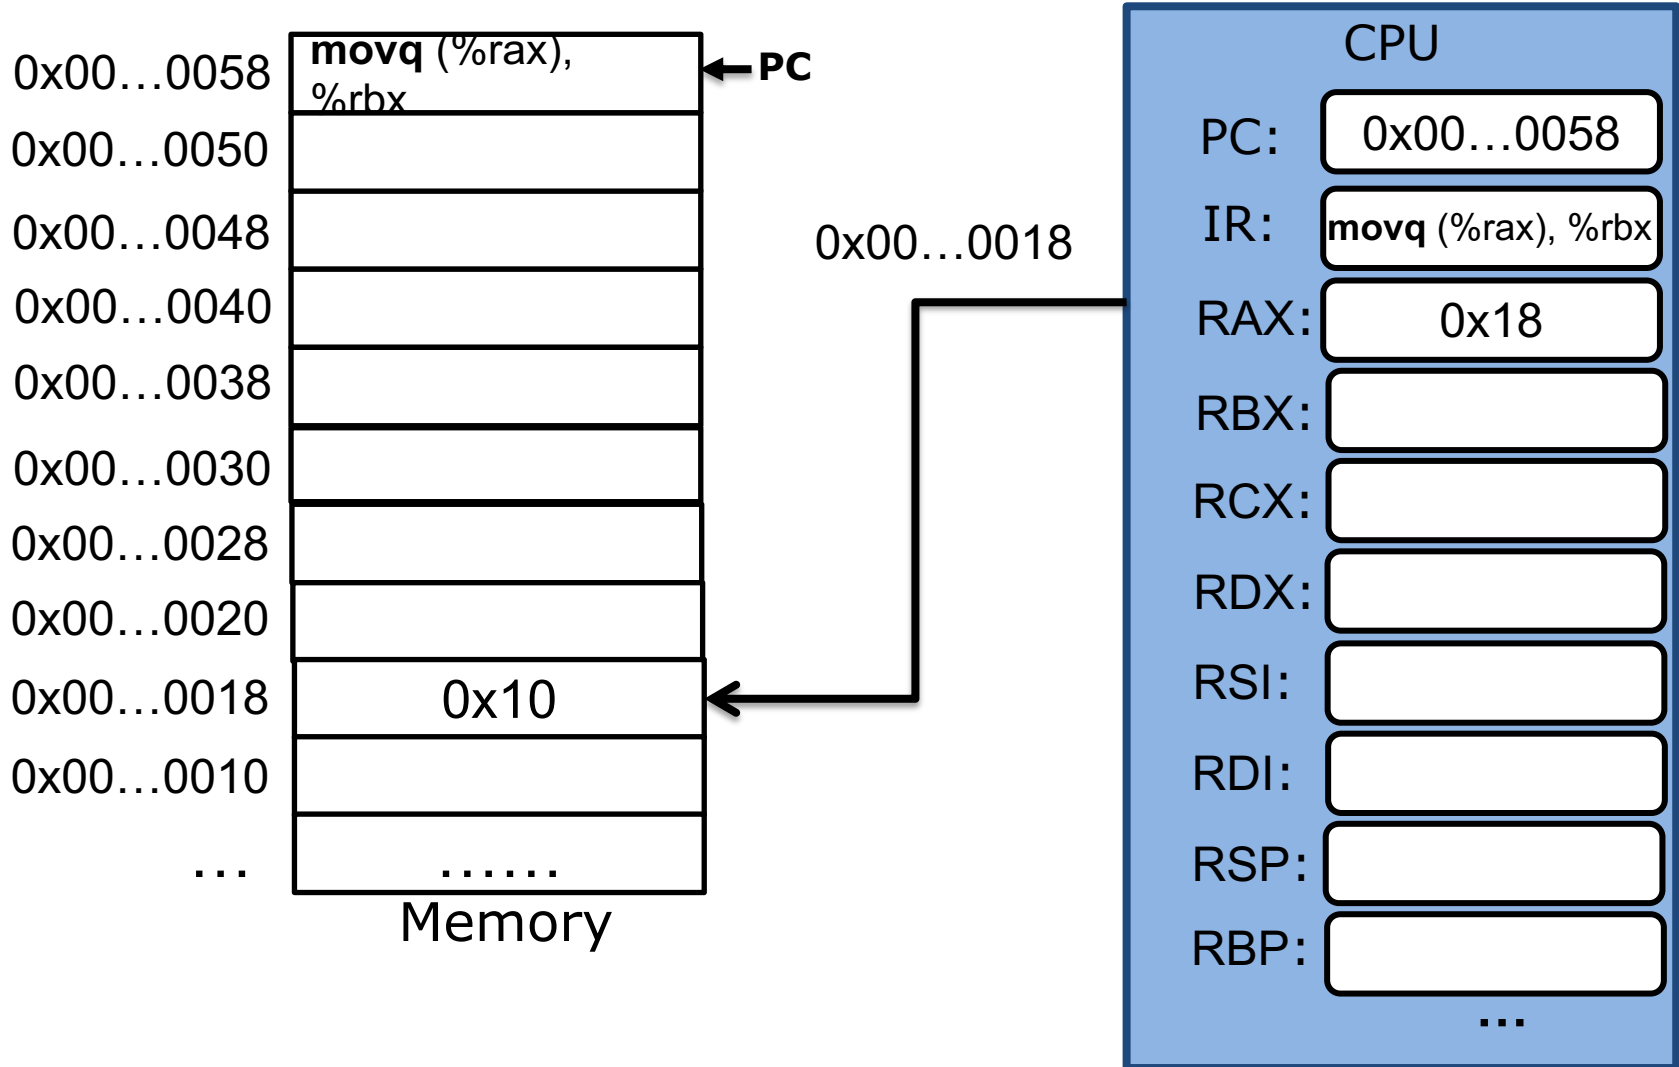 0x00...0058
movq (%rax),
%rbx
PC
0x00...0050
0x00...0048
0x00...0040
0x00...0038
0x00...0030
0x00...0028
0x00...0020
0x00...0018
0x10
0x00...0010
...
......
Memory
0x00...0018
CPU
PC:
0x00...0058
IR:
movq (%rax), %rbx
RAX:
0x18
RBX:
RCX:
RDX:
RSI:
RDI:
RSP:
RBP:
...